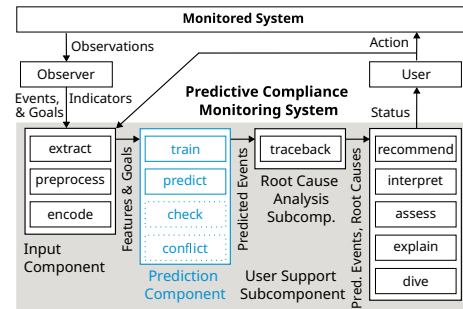 Monitored System
Observations
Action
Observer
User
Events,
& Goals
Indicators
Predictive Compliance
Monitoring System
Status
extract
preprocess
encode
Input
Component
Features & Goals
train
predict
check
conflict
Prediction
Component
Predicted Events
traceback
Root Cause
Analysis
Subcomp.
User Support
Subcomponent
Pred. Events, Root Causes
recommend
interpret
assess
explain
dive